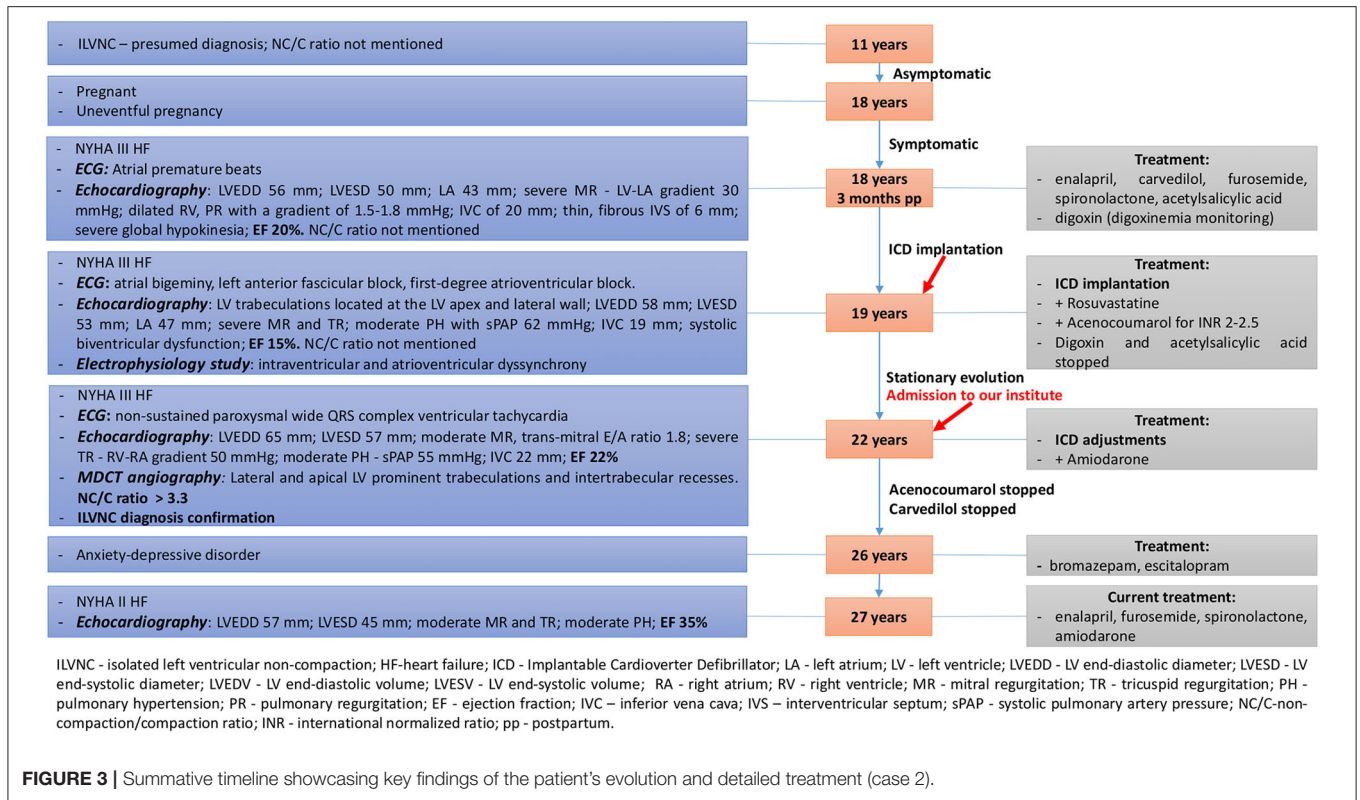 - ILVNC – presumed diagnosis; NC/C ratio not mentioned
11 years
Asymptomatic
- Pregnant
- Uneventful pregnancy
18 years
Symptomatic
- NYHA III HF
- ECG: Atrial premature beats
- Echocardiography: LVEDD 56 mm; LVESD 50 mm; LA 43 mm; severe MR - LV-LA gradient 30
mmHg; dilated RV, PR with a gradient of 1.5-1.8 mmHg; IVC of 20 mm; thin, fibrous IVS of 6 mm;
severe global hypokinesia; EF 20%. NC/C ratio not mentioned
18 years
3 months pp
Treatment:
- enalapril, carvedilol, furosemide,
spironolactone, acetylsalicylic acid
- digoxin (digoxinemia monitoring)
ICD implantation
- NYHA III HF
- ECG: atrial bigeminy, left anterior fascicular block, first-degree atrioventricular block.
- Echocardiography: LV trabeculations located at the LV apex and lateral wall; LVEDD 58 mm; LVESD
53 mm; LA 47 mm; severe MR and TR; moderate PH with sPAP 62 mmHg; IVC 19 mm; systolic
biventricular dysfunction; EF 15%. NC/C ratio not mentioned
- Electrophysiology study: intraventricular and atrioventricular dyssynchrony
19 years
Treatment:
- ICD implantation
- + Rosuvastatine
- + Acenocoumarol for INR 2-2.5
- Digoxin and acetylsalicylic acid
stopped
Stationary evolution
Admission to our institute
- NYHA III HF
- ECG: non-sustained paroxysmal wide QRS complex ventricular tachycardia
- Echocardiography: LVEDD 65 mm; LVESD 57 mm; moderate MR, trans-mitral E/A ratio 1.8; severe
TR - RV-RA gradient 50 mmHg; moderate PH - sPAP 55 mmHg; IVC 22 mm; EF 22%
- MDCT angiography: Lateral and apical LV prominent trabeculations and intertrabecular recesses.
NC/C ratio > 3.3
- ILVNC diagnosis confirmation
22 years
Treatment:
- ICD adjustments
- + Amiodarone
Acenocoumarol stopped
Carvedilol stopped
- Anxiety-depressive disorder
26 years
Treatment:
- bromazepam, escitalopram
- NYHA II HF
- Echocardiography: LVEDD 57 mm; LVESD 45 mm; moderate MR and TR; moderate PH; EF 35%
27 years
Current treatment:
- enalapril, furosemide, spironolactone,
amiodarone
ILVNC - isolated left ventricular non-compaction; HF-heart failure; ICD - Implantable Cardioverter Defibrillator; LA - left atrium; LV - left ventricle; LVEDD - LV end-diastolic diameter; LVESD - LV
end-systolic diameter; LVEDV - LV end-diastolic volume; LVESV - LV end-systolic volume; RA - right atrium; RV - right ventricle; MR - mitral regurgitation; TR - tricuspid regurgitation; PH -
pulmonary hypertension; PR - pulmonary regurgitation; EF - ejection fraction; IVC – inferior vena cava; IVS – interventricular septum; sPAP - systolic pulmonary artery pressure; NC/C-non-
compaction/compaction ratio; INR - international normalized ratio; pp - postpartum.
FIGURE 3 | Summative timeline showcasing key findings of the patient's evolution and detailed treatment (case 2).